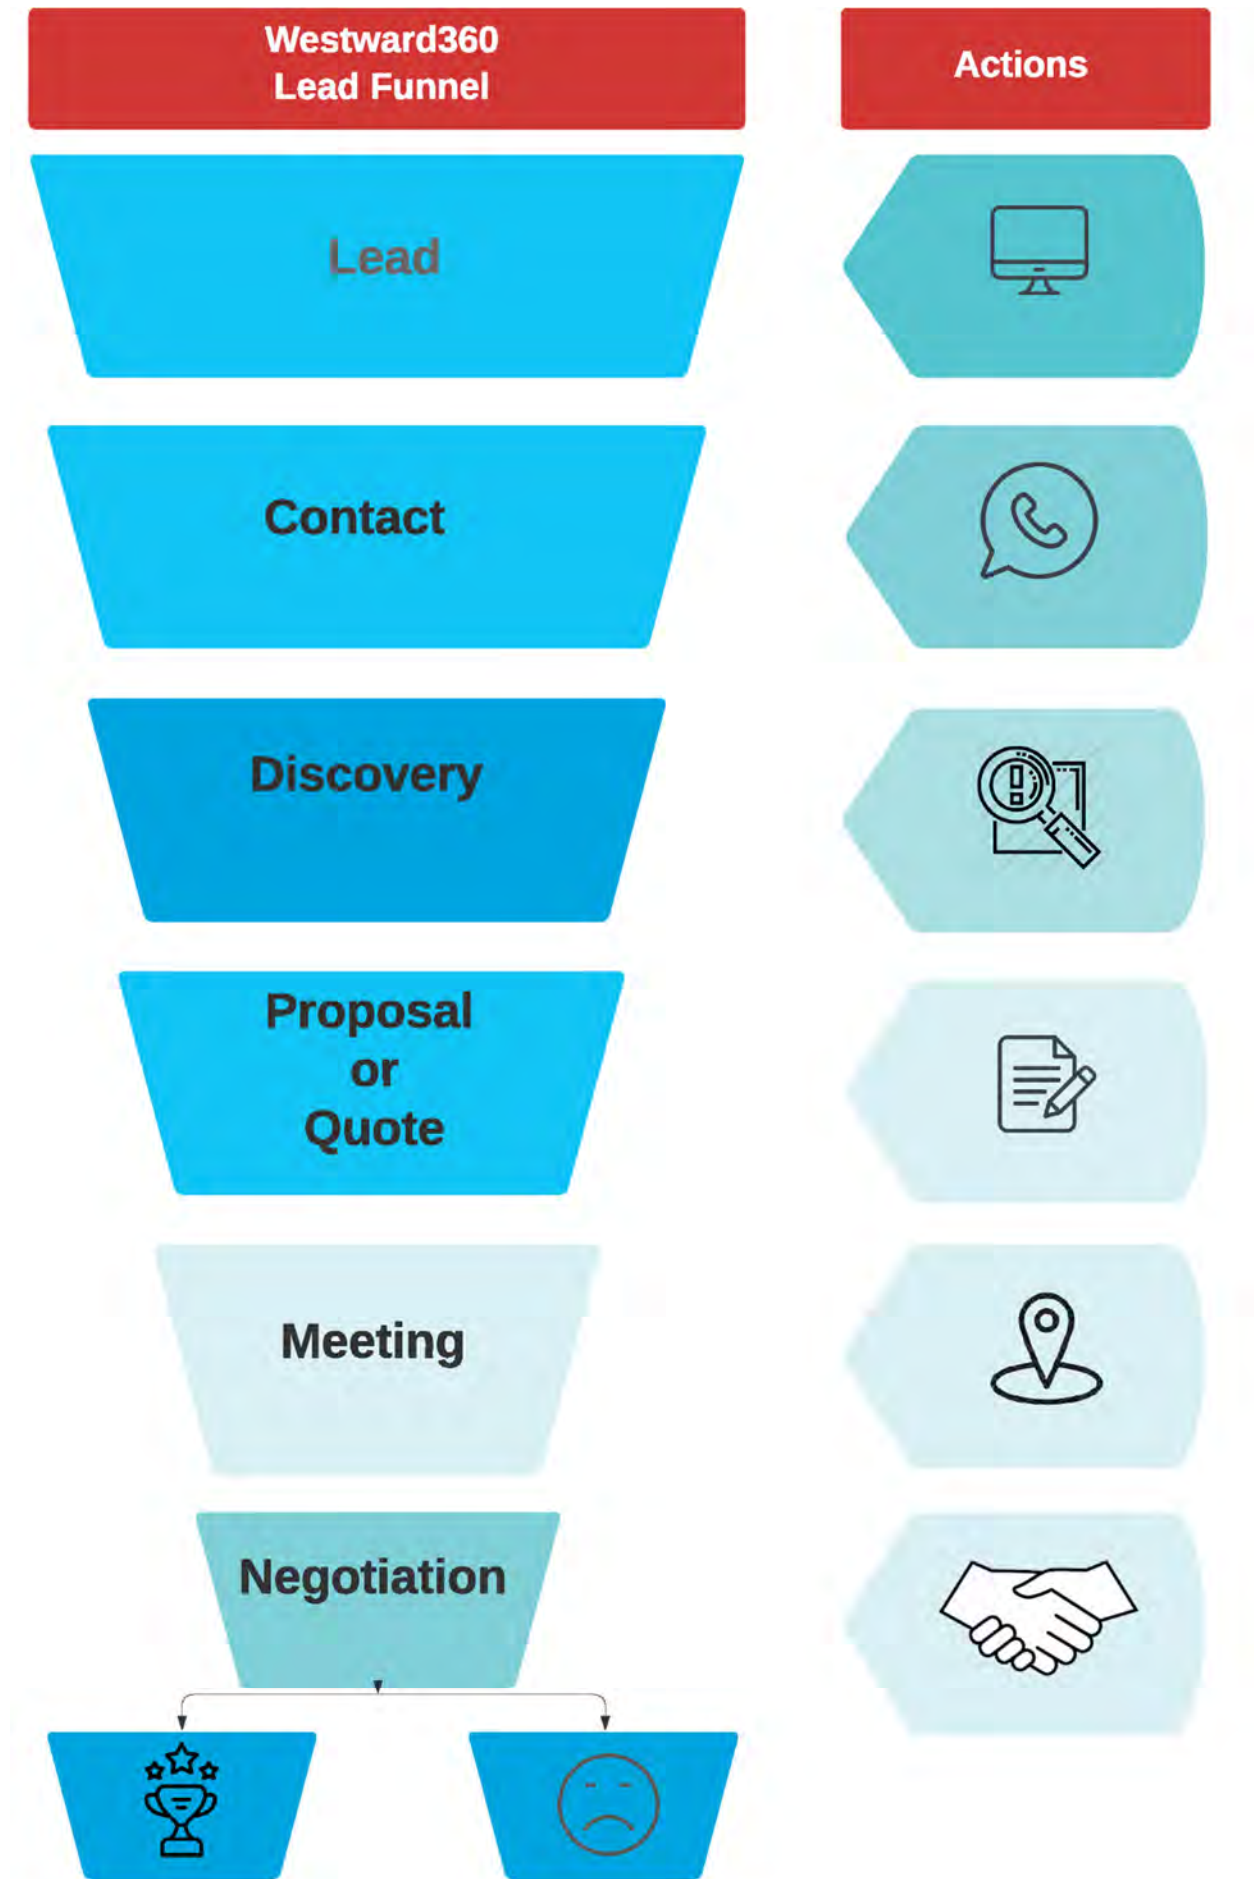 Westward360
Lead Funnel
Actions
Lead
Contact
Discovery
Proposal
or
Quote
Meeting
Negotiation